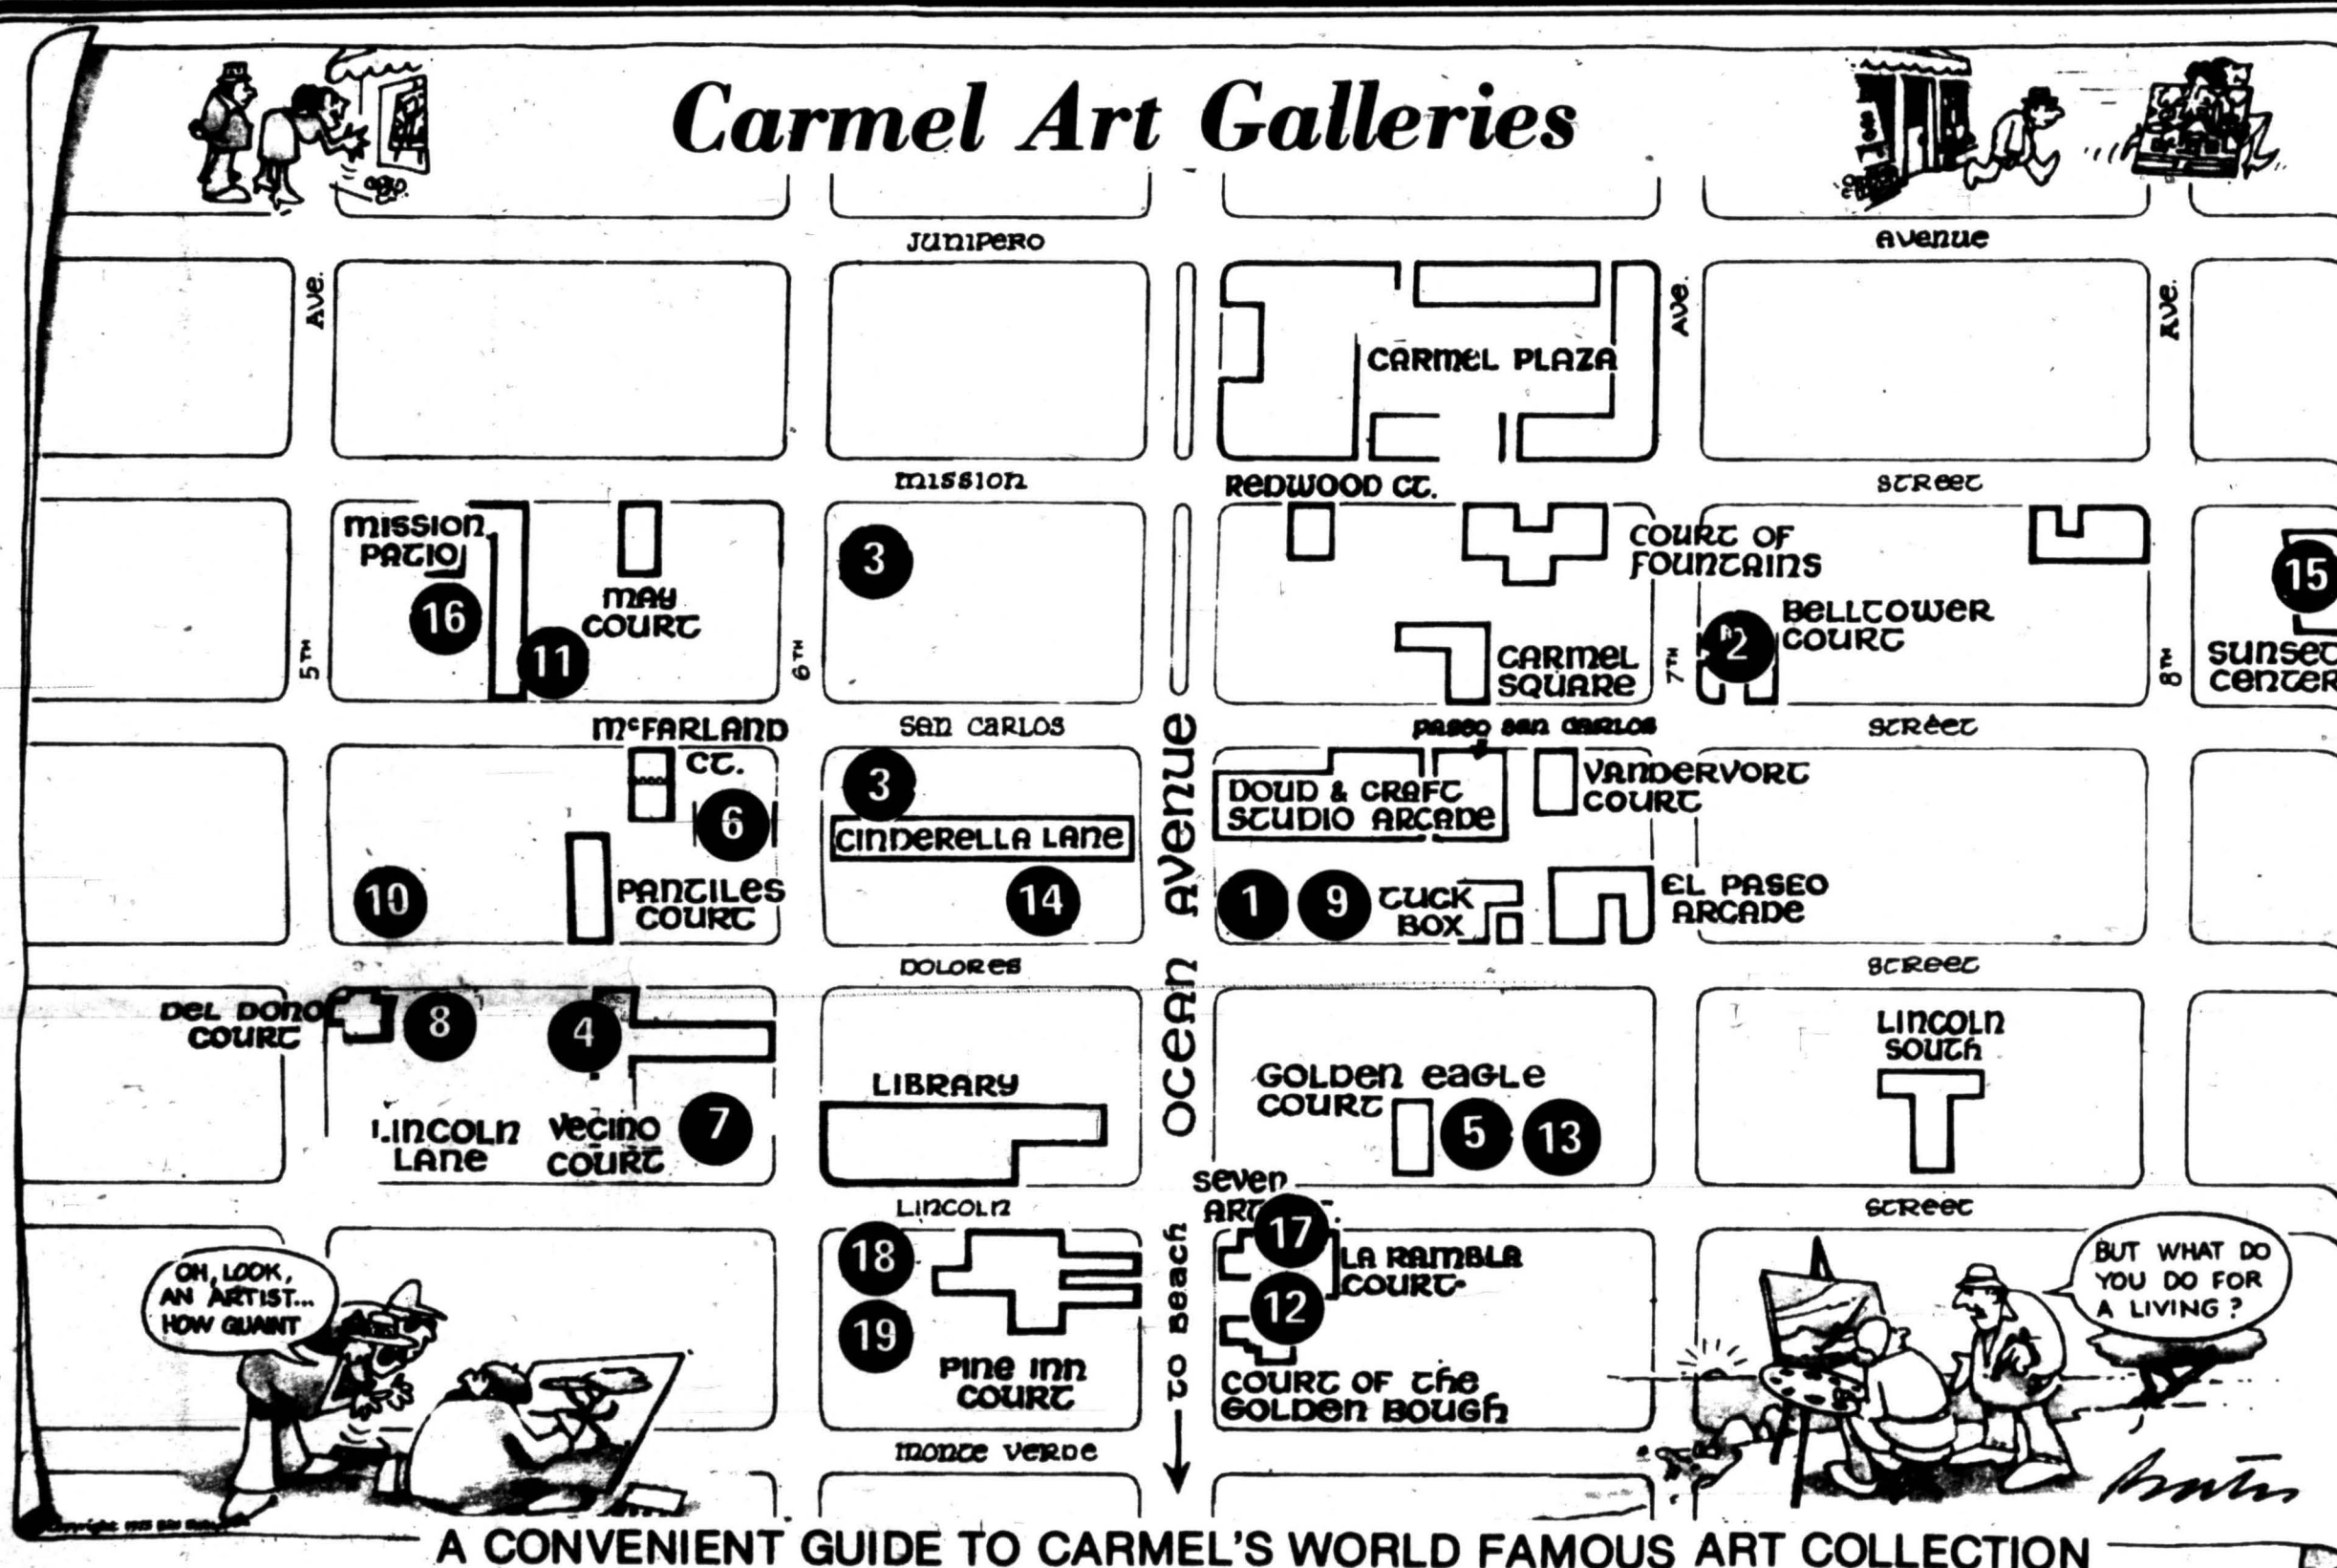 Carmel Art Galleries
JUNIPERO AVENUE
AVE.
AVE.
AVE.
CARMEL PLAZA
MISSION STREET
REDWOOD CT.
MISSION
PATIO
16
11
MAY
COURT
3
COURT OF
FOUNTAINS
CARMEL
SQUARE
2
BELLTOWER
COURT
15
SUNSET
CENTER
5TH
6TH
7TH
8TH
SAN CARLOS STREET
MCFARLAND
CT.
6
10
PANTILES
COURT
3
CINDERELLA LANE
14
OCEAN AVENUE
PASEO SAN CARLOS
DOUD & CRAFT
STUDIO ARCADE
VANDERVORT
COURT
1
9
TUCK
BOX
EL PASEO
ARCADE
DOLORES STREET
DEL DONO
COURT
8
4
LINCOLN
LANE
VECINO
COURT
7
LIBRARY
GOLDEN EAGLE
COURT
5
13
LINCOLN
SOUTH
LINCOLN STREET
SEVEN
17
LA RAMBLA
COURT
12
COURT OF THE
GOLDEN BOUGH
18
19
PINE INN
COURT
TO BEACH
MONTE VERDE
OH, LOOK,
AN ARTIST...
HOW QUAINT
BUT WHAT DO
YOU DO FOR
A LIVING?
A CONVENIENT GUIDE TO CARMEL'S WORLD FAMOUS ART COLLECTION